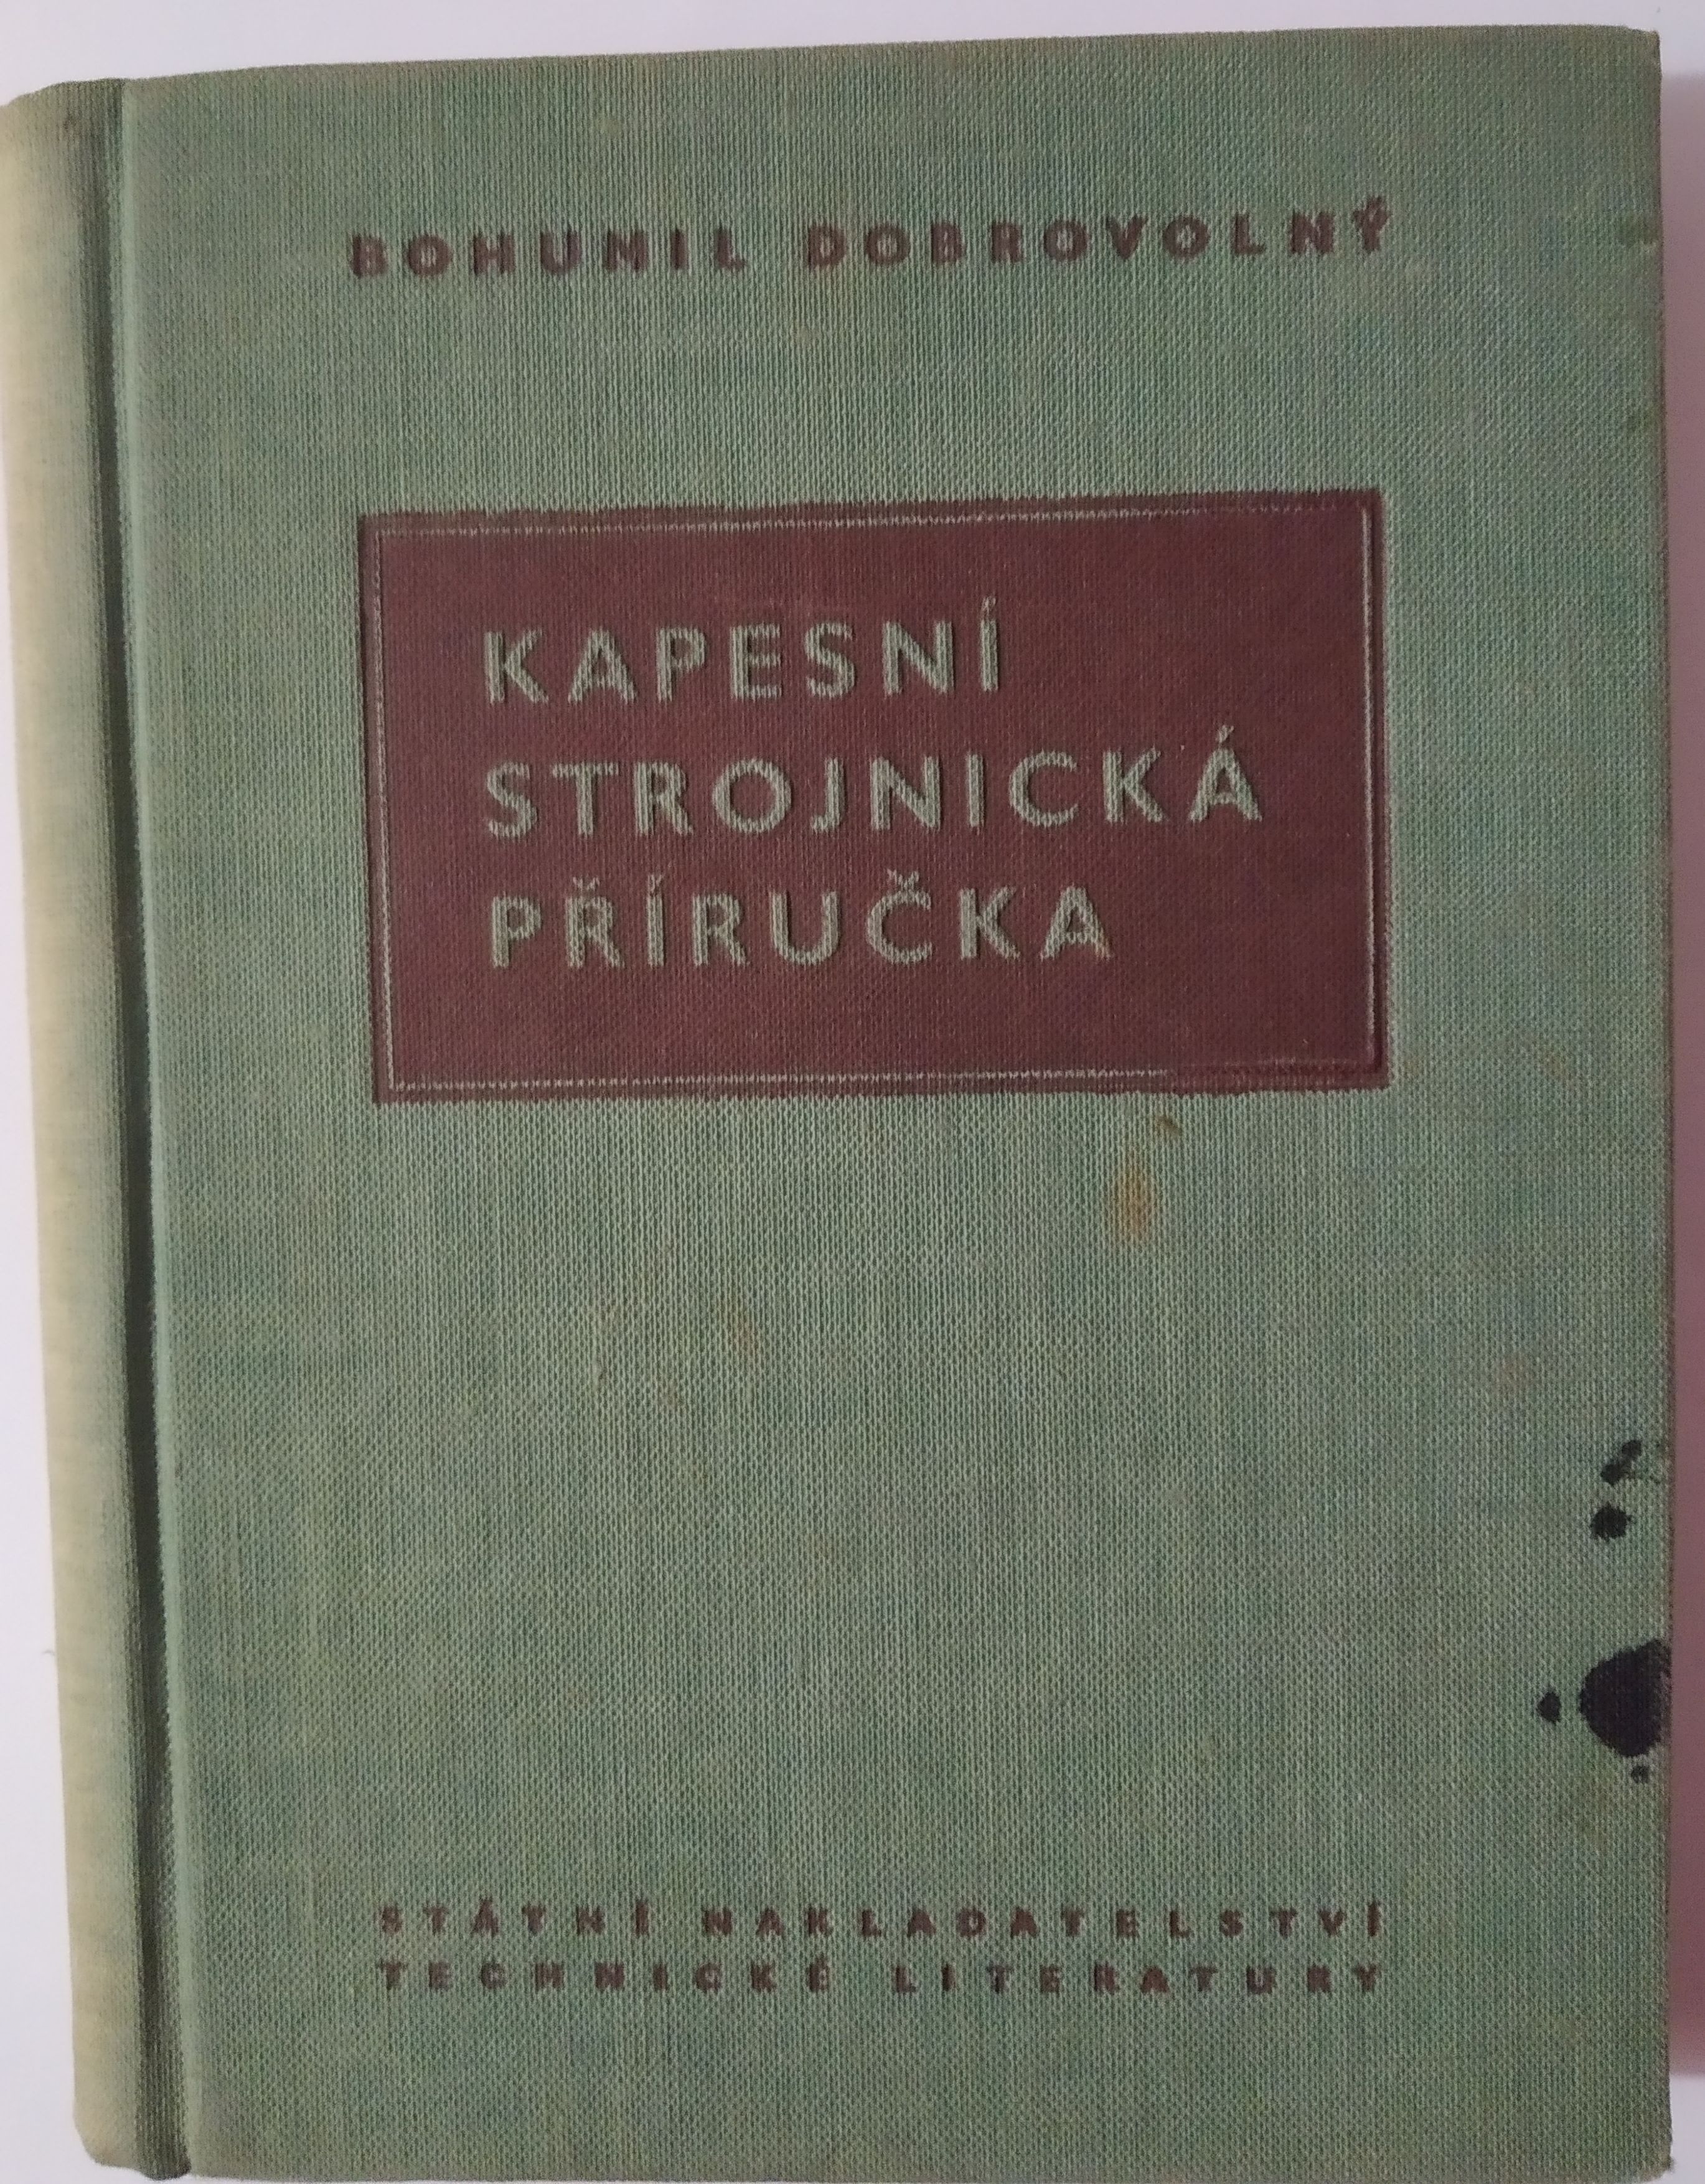 BOHUMIL DOBROVOLNÝ
KAPESNÍ
STROJNICKÁ
PŘÍRUČKA
STÁTNÍ NAKLADATELSTVÍ
TECHNICKÉ LITERATURY